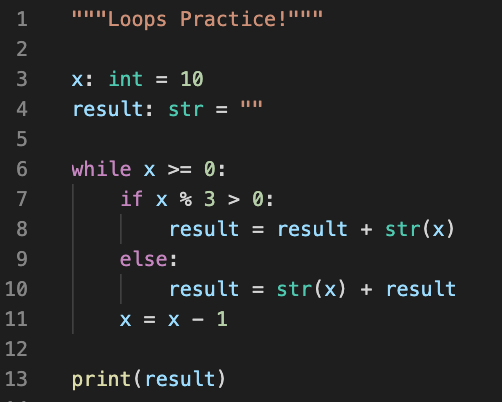 1 """Loops Practice!"""
2
3 x: int = 10
4 result: str = ""
5
6 while x >= 0:
7     if x % 3 > 0:
8         result = result + str(x)
9     else:
10         result = str(x) + result
11     x = x - 1
12
13 print(result)